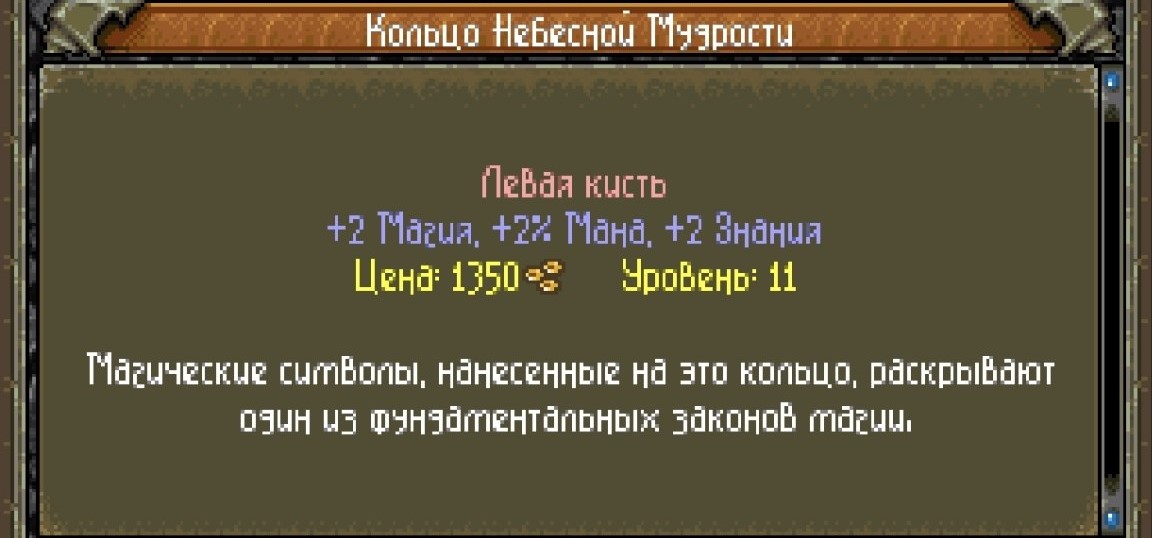 Кольцо Небесной Мудрости
Левая кисть
+2 Магия, +2% Мана, +2 Знания
Цена: 1350 Уровень: 11
Магические символы, нанесенные на это кольцо, раскрывают
один из фундаментальных законов магии.